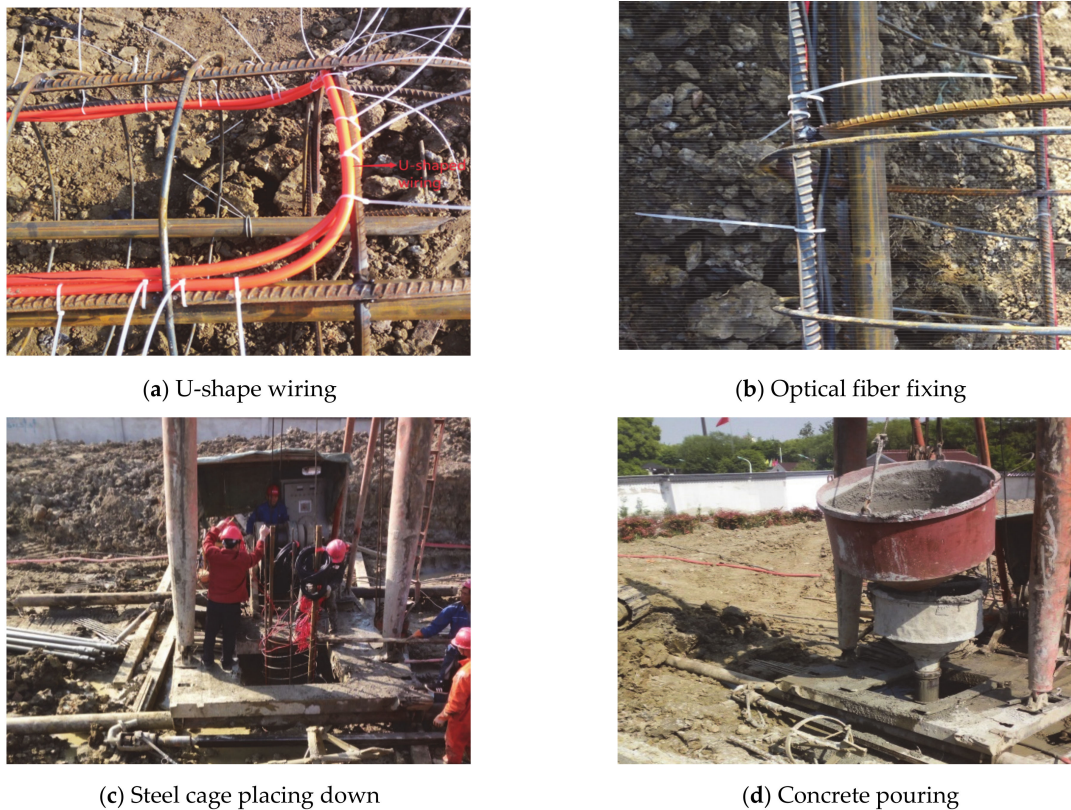 U-shaped
wiring
(a) U-shape wiring
(b) Optical fiber fixing
(c) Steel cage placing down
(d) Concrete pouring